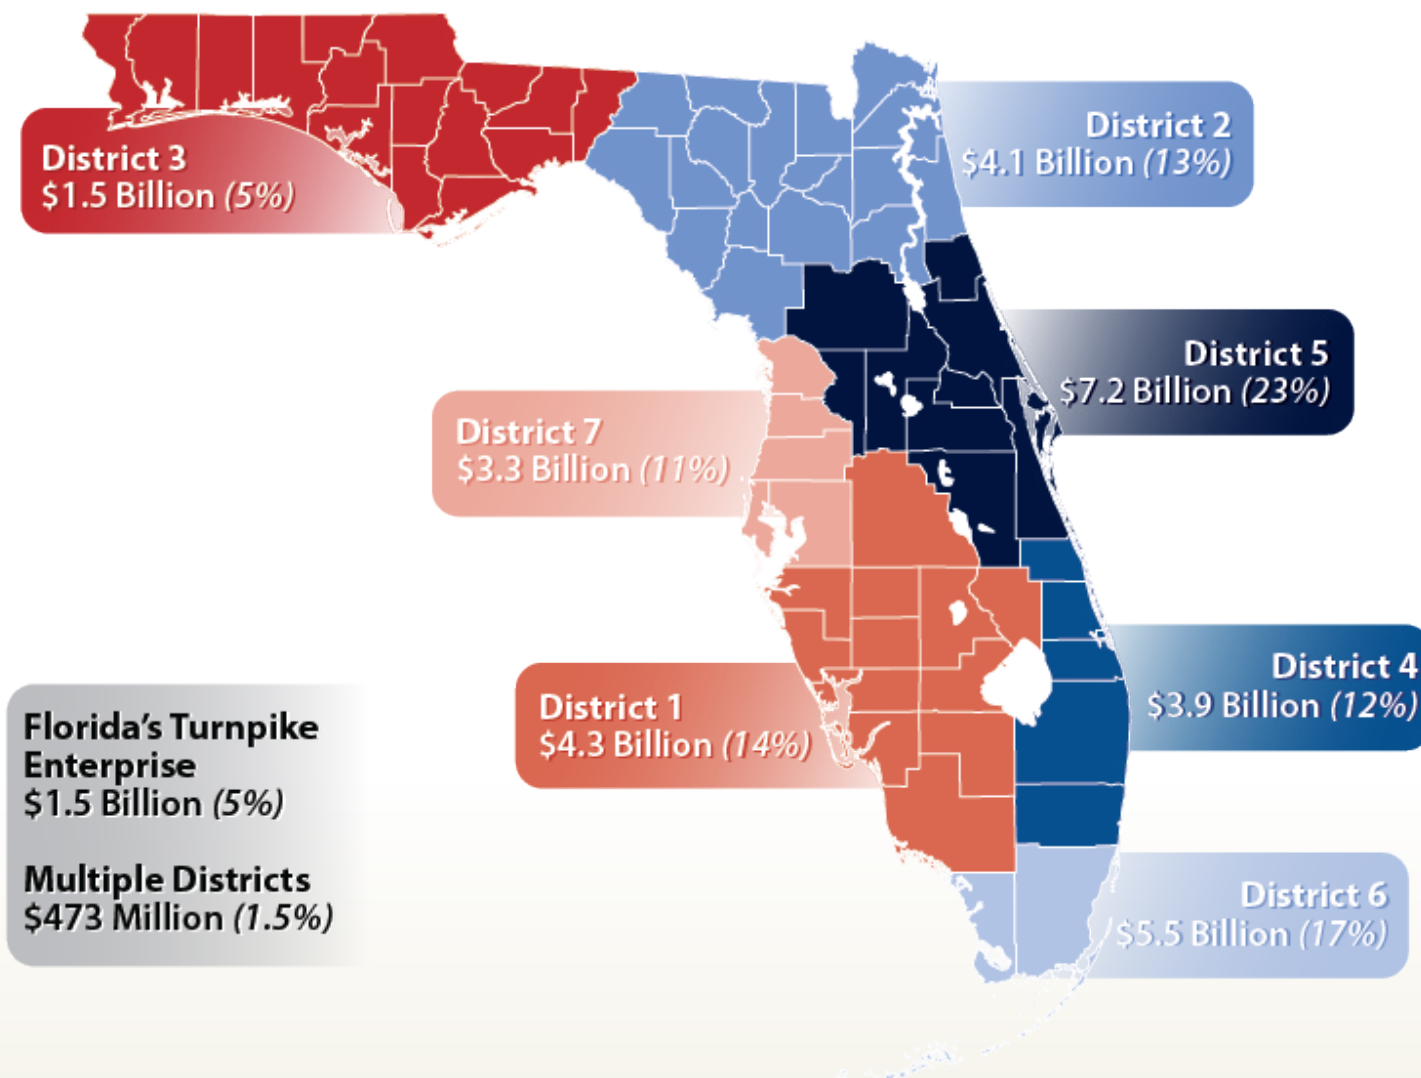 District 3
$1.5 Billion (5%)
District 2
$4.1 Billion (13%)
District 5
$7.2 Billion (23%)
District 7
$3.3 Billion (11%)
District 4
$3.9 Billion (12%)
District 1
$4.3 Billion (14%)
Florida's Turnpike
Enterprise
$1.5 Billion (5%)
Multiple Districts
$473 Million (1.5%)
District 6
$5.5 Billion (17%)